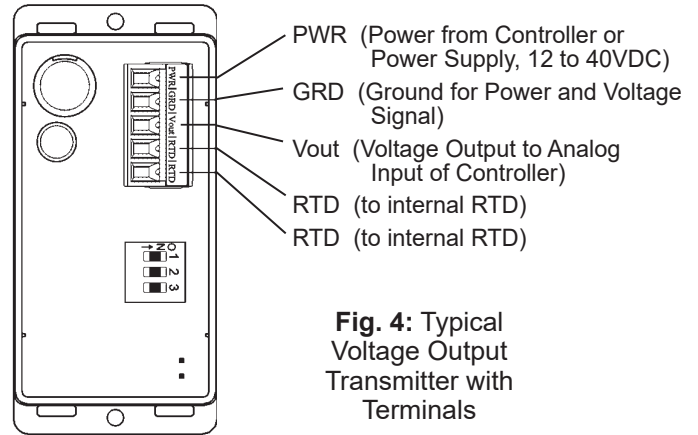 PWR (Power from Controller or
Power Supply, 12 to 40VDC)
GRD (Ground for Power and Voltage
Signal)
Vout (Voltage Output to Analog
Input of Controller)
RTD (to internal RTD)
RTD (to internal RTD)
PWR|GRD|Vout|RTD|RTD
ON
1
2
3
Fig. 4: Typical
Voltage Output
Transmitter with
Terminals